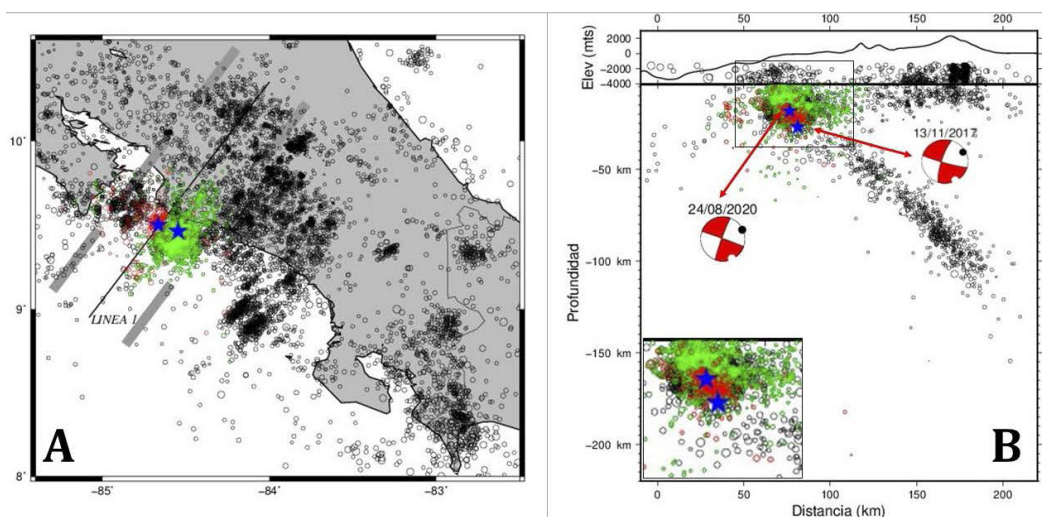 10˚
9˚
8˚
−85˚
−84˚
−83˚
LINEA 1
A
0
50
100
150
200
Elev (mts)
2000
0
−2000
−4000
13/11/2017
24/08/2020
Profundidad
−50 km
−100 km
−150 km
−200 km
B
0
50
100
150
200
Distancia (km)